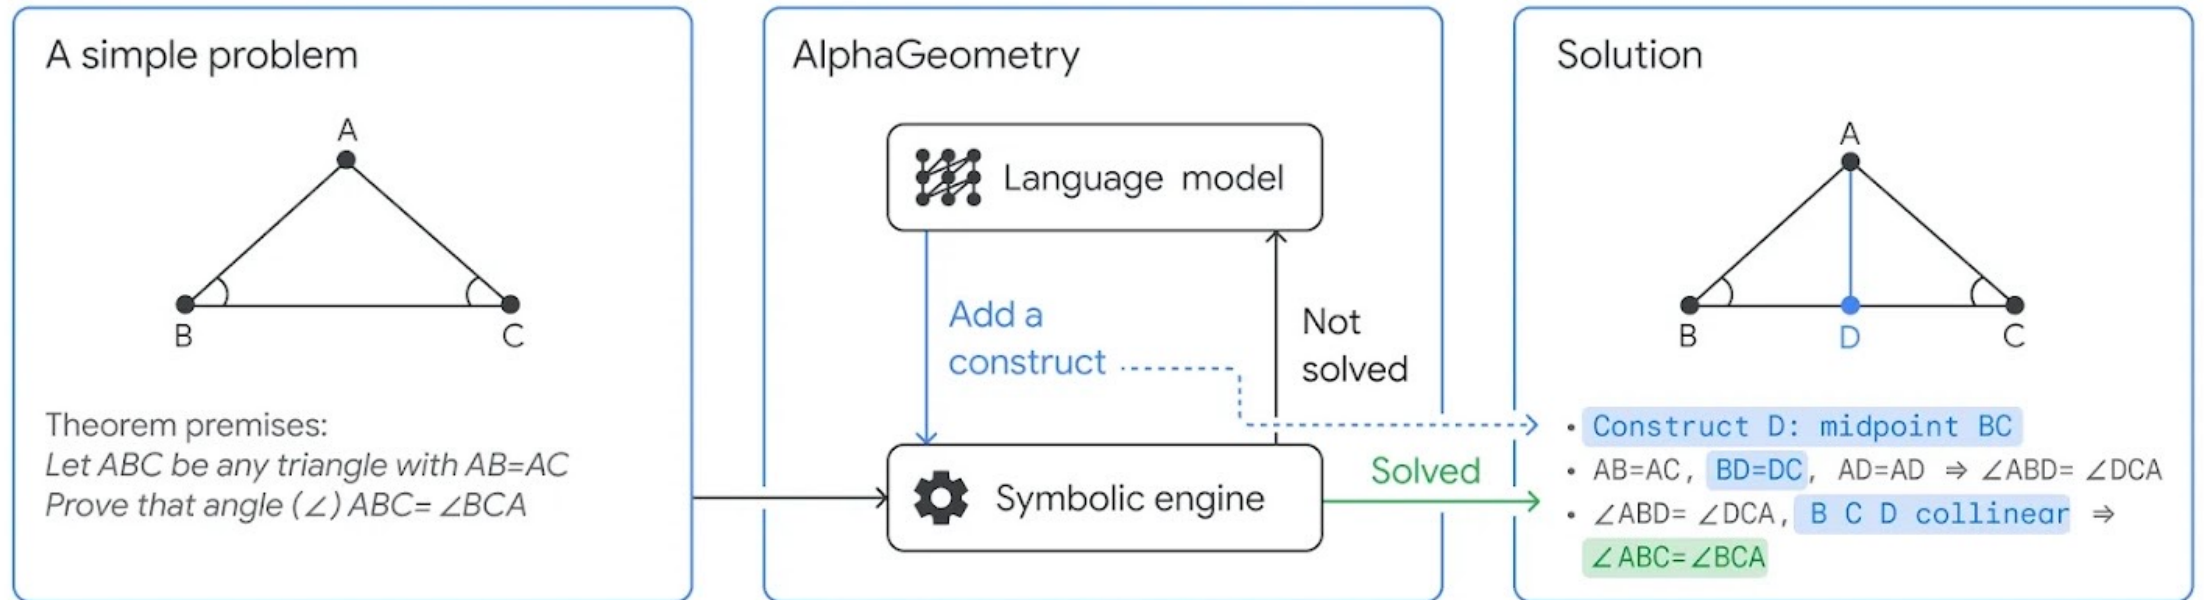 A simple problem
A
B
C
Theorem premises:
Let ABC be any triangle with AB=AC
Prove that angle (∠) ABC= ∠BCA
AlphaGeometry
Language model
Add a
construct
Not
solved
Symbolic engine
Solved
Solution
A
B
D
C
• Construct D: midpoint BC
• AB=AC, BD=DC, AD=AD ⇒ ∠ABD= ∠DCA
• ∠ABD= ∠DCA, B C D collinear ⇒
∠ABC=∠BCA